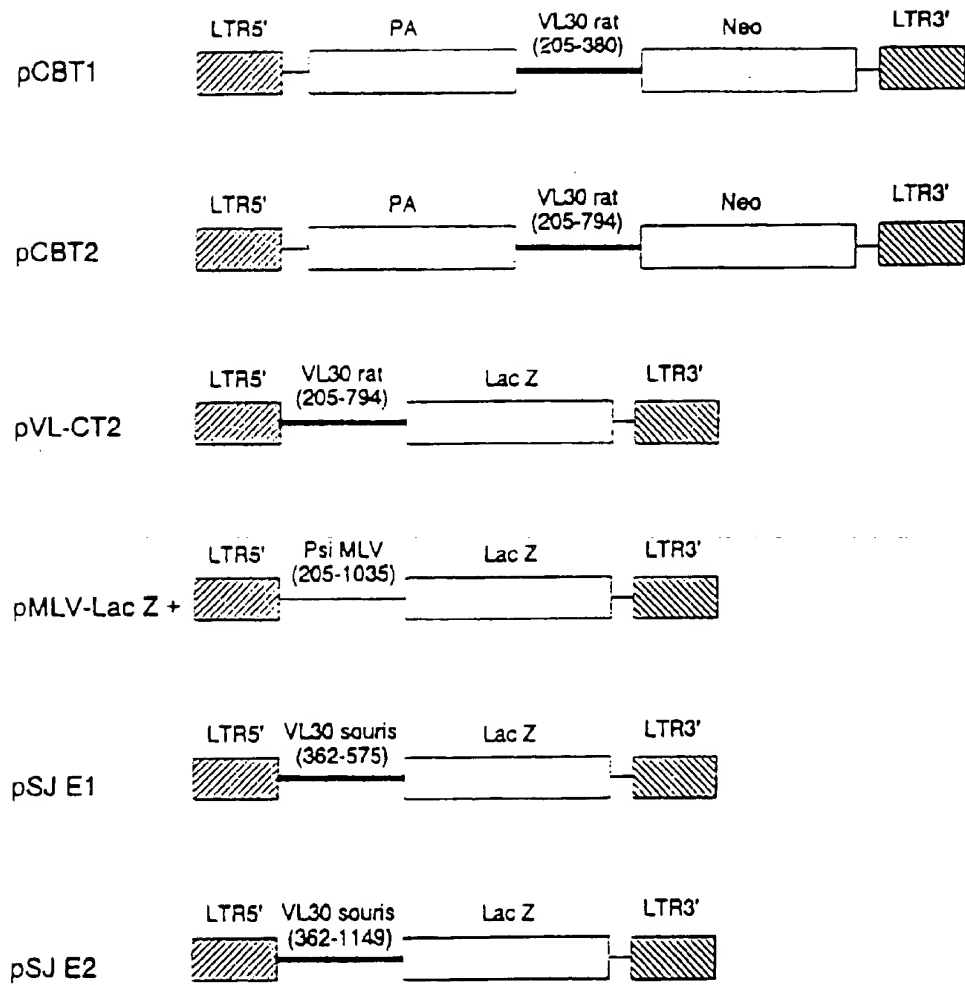 LTR5' PA VL30 rat Neo LTR3'
(205-380)
pCBT1
LTR5' PA VL30 rat Neo LTR3'
(205-794)
pCBT2
LTR5' VL30 rat Lac Z LTR3'
(205-794)
pVL-CT2
LTR5' Psi MLV Lac Z LTR3'
(205-1035)
pMLV-Lac Z +
LTR5' VL30 souris Lac Z LTR3'
(362-575)
pSJ E1
LTR5' VL30 souris Lac Z LTR3'
(362-1149)
pSJ E2